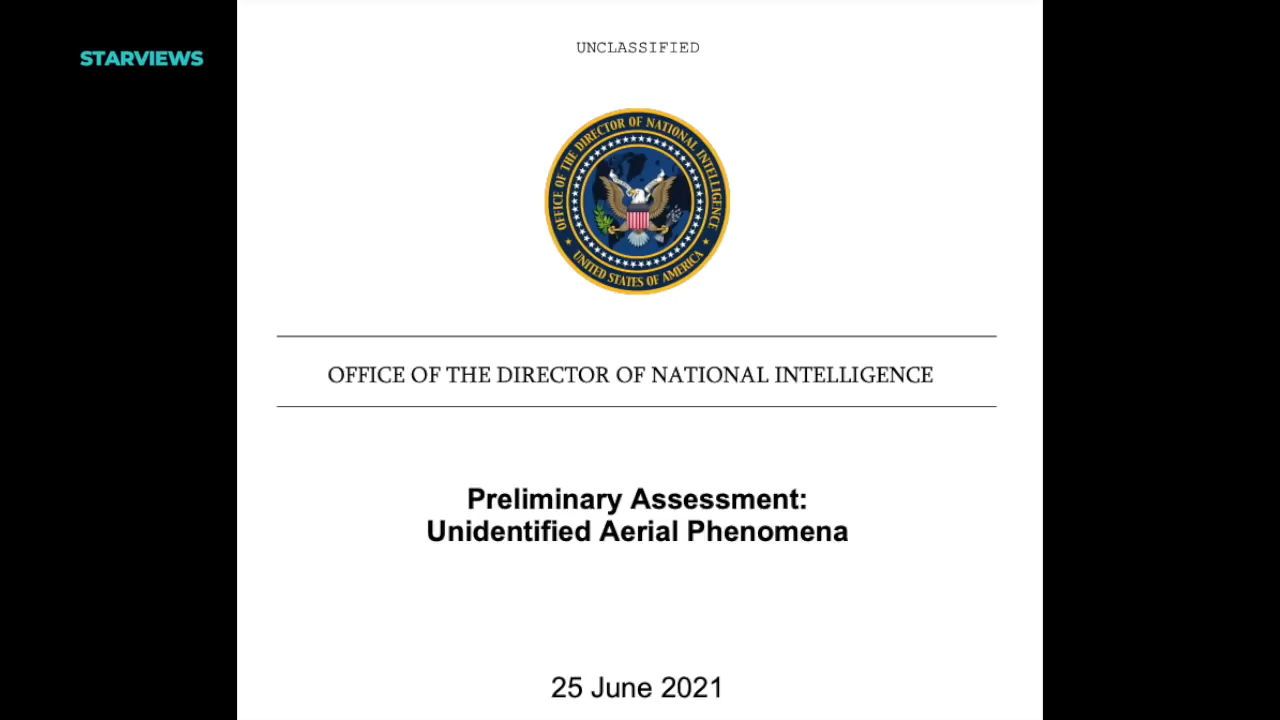 STARVIEWS
UNCLASSIFIED
OFFICE OF THE DIRECTOR OF NATIONAL INTELLIGENCE
UNITED STATES OF AMERICA
OFFICE OF THE DIRECTOR OF NATIONAL INTELLIGENCE
Preliminary Assessment:
Unidentified Aerial Phenomena
25 June 2021